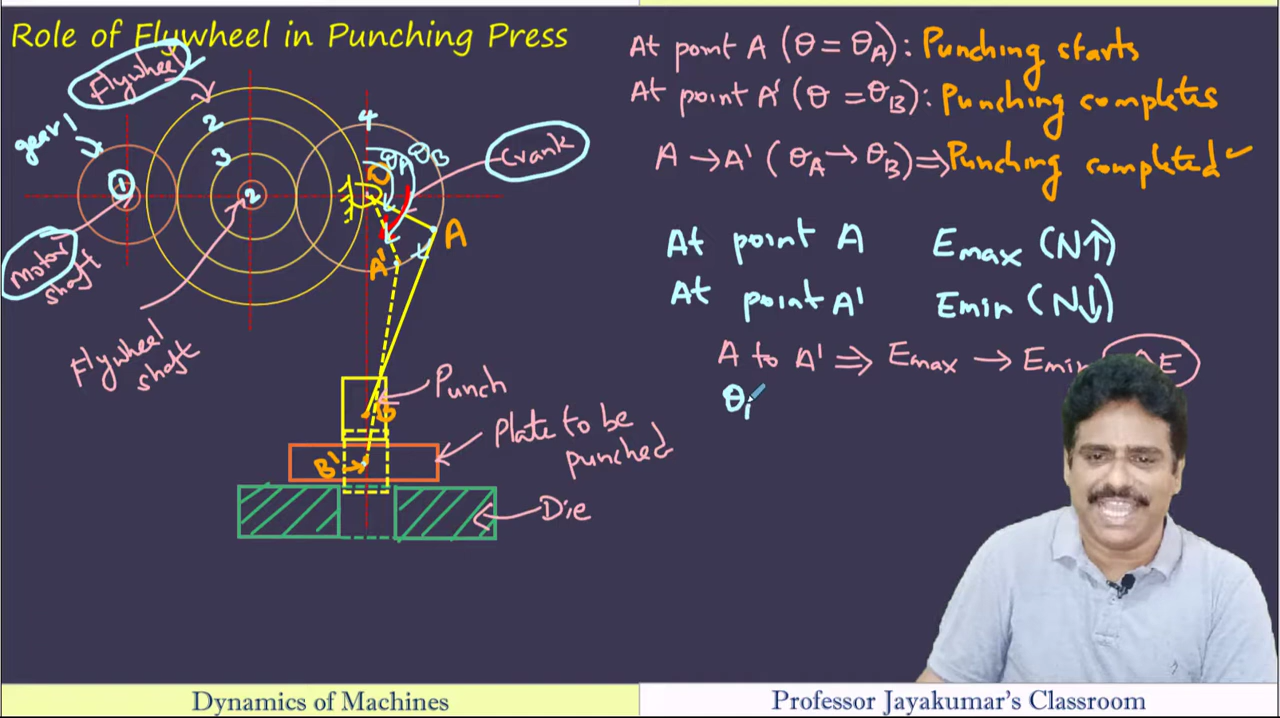 Role of Flywheel in Punching Press
Flywheel
gear 1
2
3
4
1
2
θA
θB
O
Crank
A
A'
Motor
shaft
Flywheel
shaft
Punch
B
B'
Plate to be
punched
Die
At point A (θ = θA): Punching starts
At point A' (θ = θB): Punching completes
A → A' (θA → θB) ⇒ Punching completed ✓
At point A Emax (N↑)
At point A' Emin (N↓)
A to A' ⇒ Emax → Emin
E
θ
Dynamics of Machines
Professor Jayakumar's Classroom